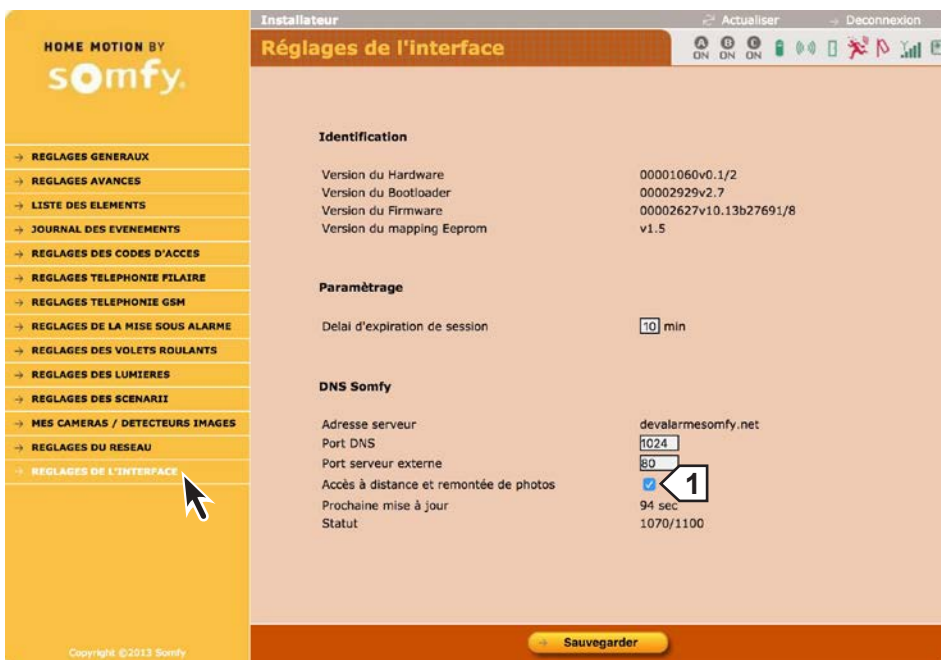 Installateur
Actualiser
→ Deconnexion
HOME MOTION BY
somfy.
Réglages de l'interface
A B G
ON ON ON
→ REGLAGES GENERAUX
→ REGLAGES AVANCES
→ LISTE DES ELEMENTS
→ JOURNAL DES EVENEMENTS
→ REGLAGES DES CODES D'ACCES
→ REGLAGES TELEPHONIE FILAIRE
→ REGLAGES TELEPHONIE GSM
→ REGLAGES DE LA MISE SOUS ALARME
→ REGLAGES DES VOLETS ROULANTS
→ REGLAGES DES LUMIERES
→ REGLAGES DES SCENARII
→ MES CAMERAS / DETECTEURS IMAGES
→ REGLAGES DU RESEAU
→ REGLAGES DE L'INTERFACE
Copyright ©2013 Somfy
Identification
Version du Hardware 00001060v0.1/2
Version du Bootloader 00002929v2.7
Version du Firmware 00002627v10.13b27691/8
Version du mapping Eeprom v1.5
Paramètrage
Delai d'expiration de session 10 min
DNS Somfy
Adresse serveur devalarmesomfy.net
Port DNS 1024
Port serveur externe 80
Accès à distance et remontée de photos 1
Prochaine mise à jour 94 sec
Statut 1070/1100
→ Sauvegarder